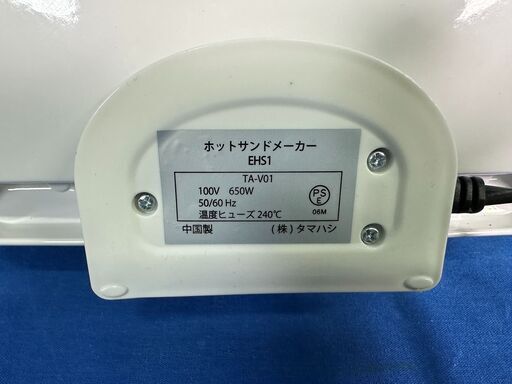 ホットサンドメーカー
EHS1
TA-V01
100V 650W
50/60 Hz
温度ヒューズ 240℃
PS
E
06M
中国製 (株) タマハシ